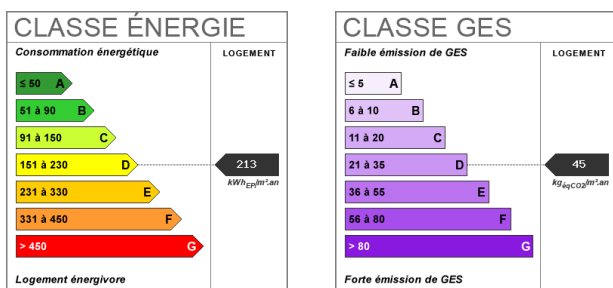 CLASSE ÉNERGIE
Consommation énergétique
LOGEMENT
≤ 50 A
51 à 90 B
91 à 150 C
151 à 230 D
213
kWhEP/m².an
231 à 330 E
331 à 450 F
> 450 G
Logement énergivore
CLASSE GES
Faible émission de GES
LOGEMENT
≤ 5 A
6 à 10 B
11 à 20 C
21 à 35 D
45
kgéqCO2/m².an
36 à 55 E
56 à 80 F
> 80 G
Forte émission de GES